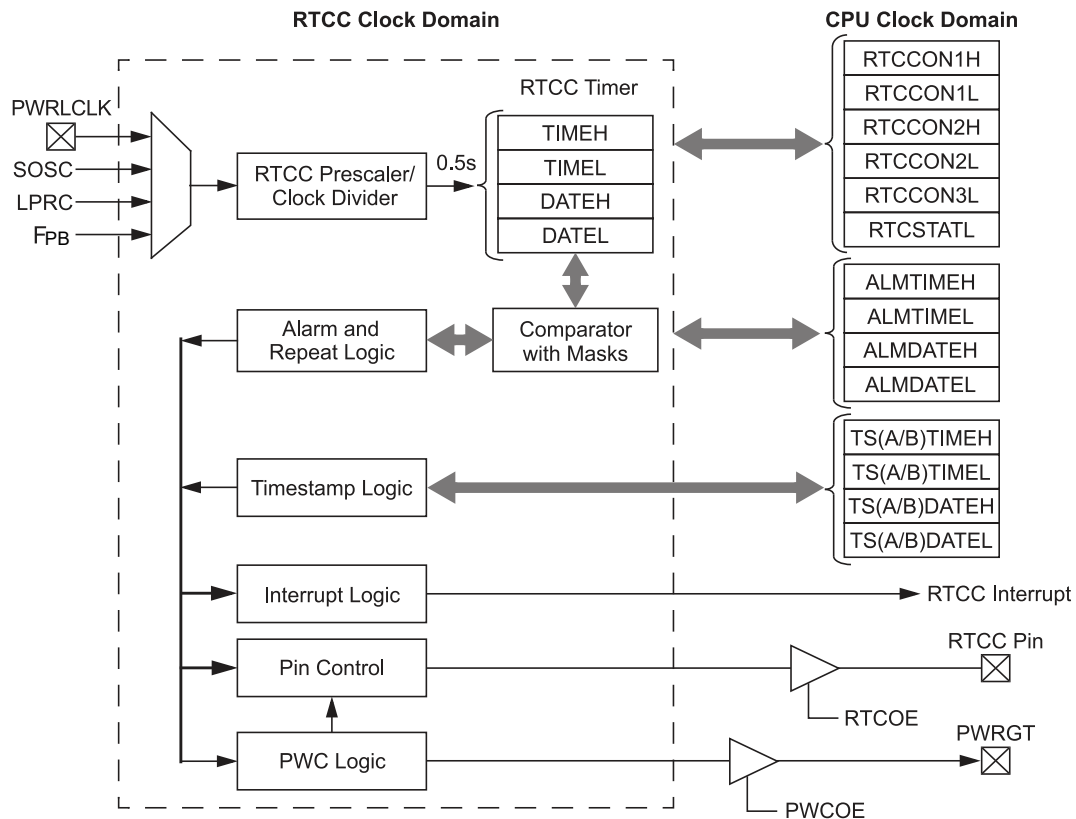 RTCC Clock Domain
CPU Clock Domain
PWRLCLK
SOSC
LPRC
FPB
RTCC Prescaler/
Clock Divider
0.5s
RTCC Timer
TIMEH
TIMEL
DATEH
DATEL
RTCCON1H
RTCCON1L
RTCCON2H
RTCCON2L
RTCCON3L
RTCSTATL
Alarm and
Repeat Logic
Comparator
with Masks
ALMTIMEH
ALMTIMEL
ALMDATEH
ALMDATEL
Timestamp Logic
TS(A/B)TIMEH
TS(A/B)TIMEL
TS(A/B)DATEH
TS(A/B)DATEL
Interrupt Logic
RTCC Interrupt
Pin Control
RTCC Pin
RTCOE
PWC Logic
PWRGT
PWCOE